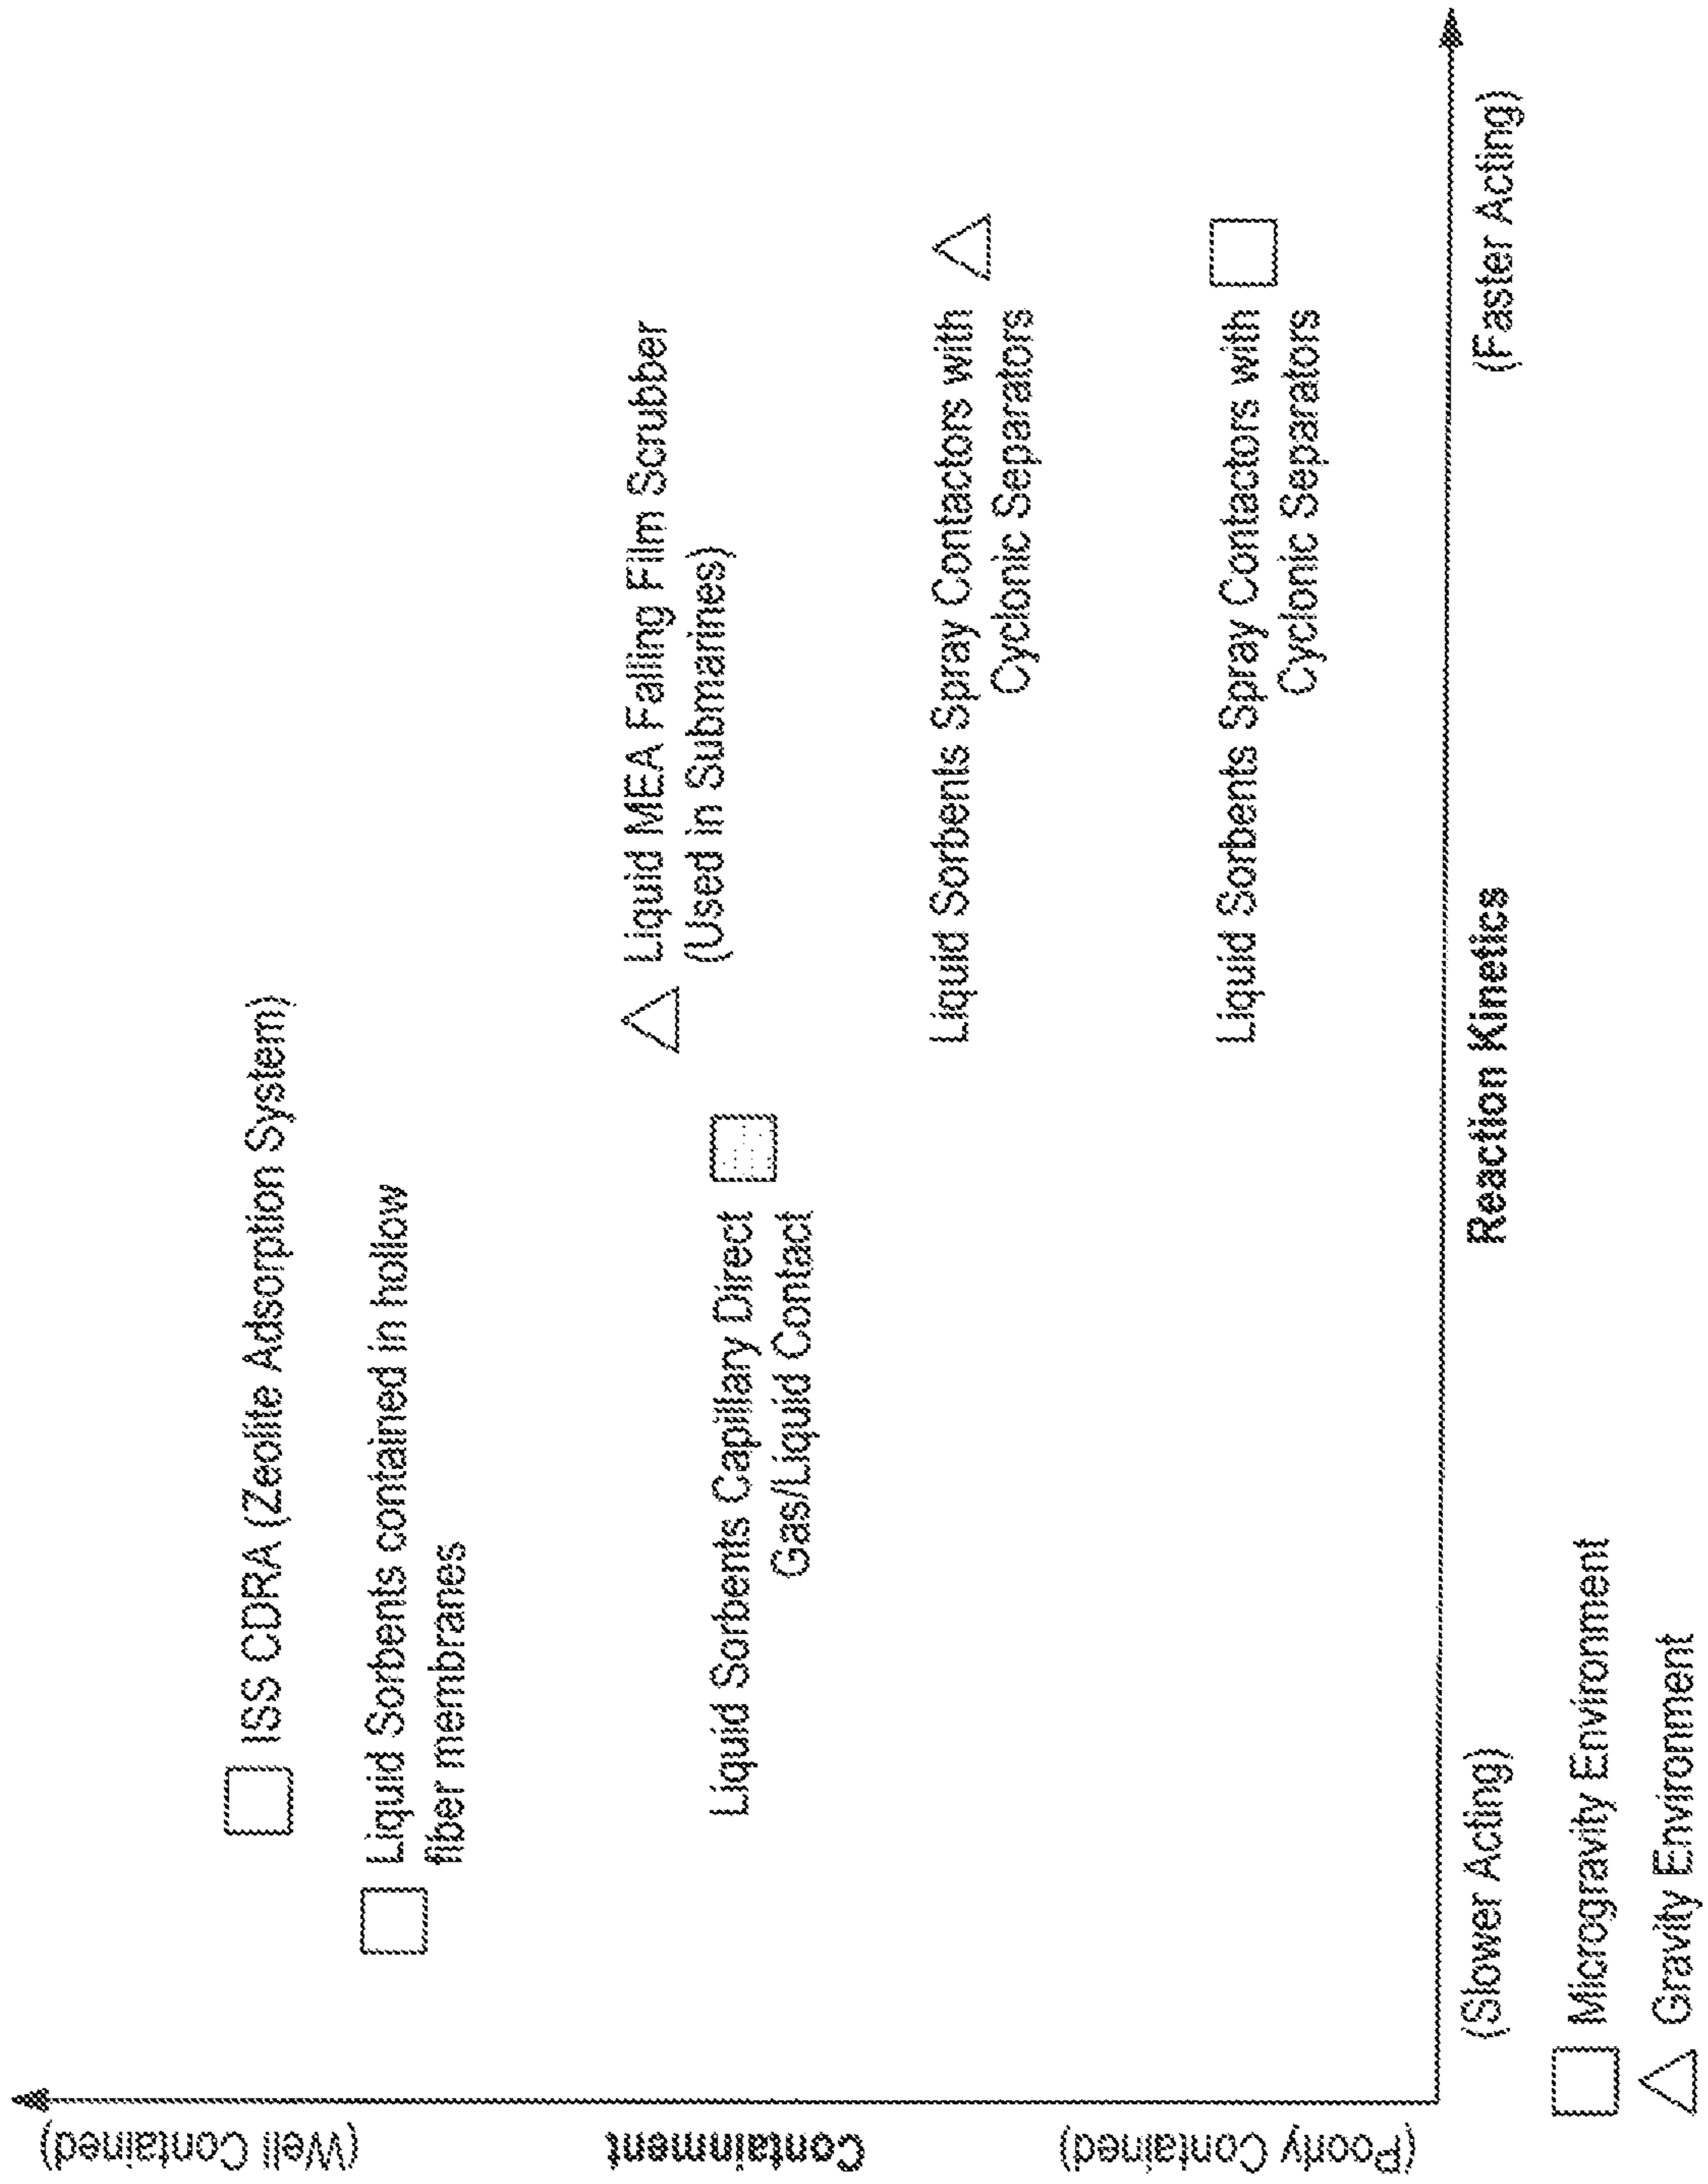 (Well Contained)
Containment
(Poorly Contained)
ISS CDRA (Zeolite Adsorption System)
Liquid Sorbents contained in hollow
fiber membranes
Liquid MEA Falling Film Scrubber
(Used in Submarines)
Liquid Sorbents Capillary Direct
Gas/Liquid Contact
Liquid Sorbents Spray Contactors with
Cyclonic Separators
Liquid Sorbents Spray Contactors with
Cyclonic Separators
(Slower Acting)
Reaction Kinetics
(Faster Acting)
Microgravity Environment
Gravity Environment